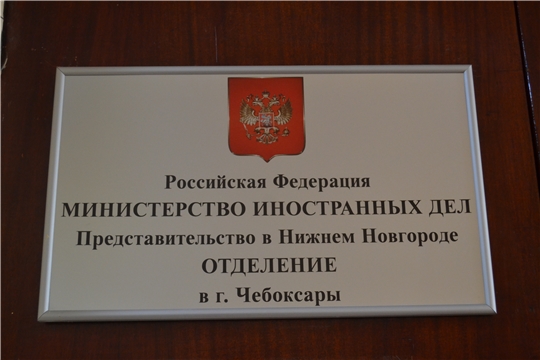 Российская Федерация
МИНИСТЕРСТВО ИНОСТРАННЫХ ДЕЛ
Представительство в Нижнем Новгороде
ОТДЕЛЕНИЕ
в г. Чебоксары